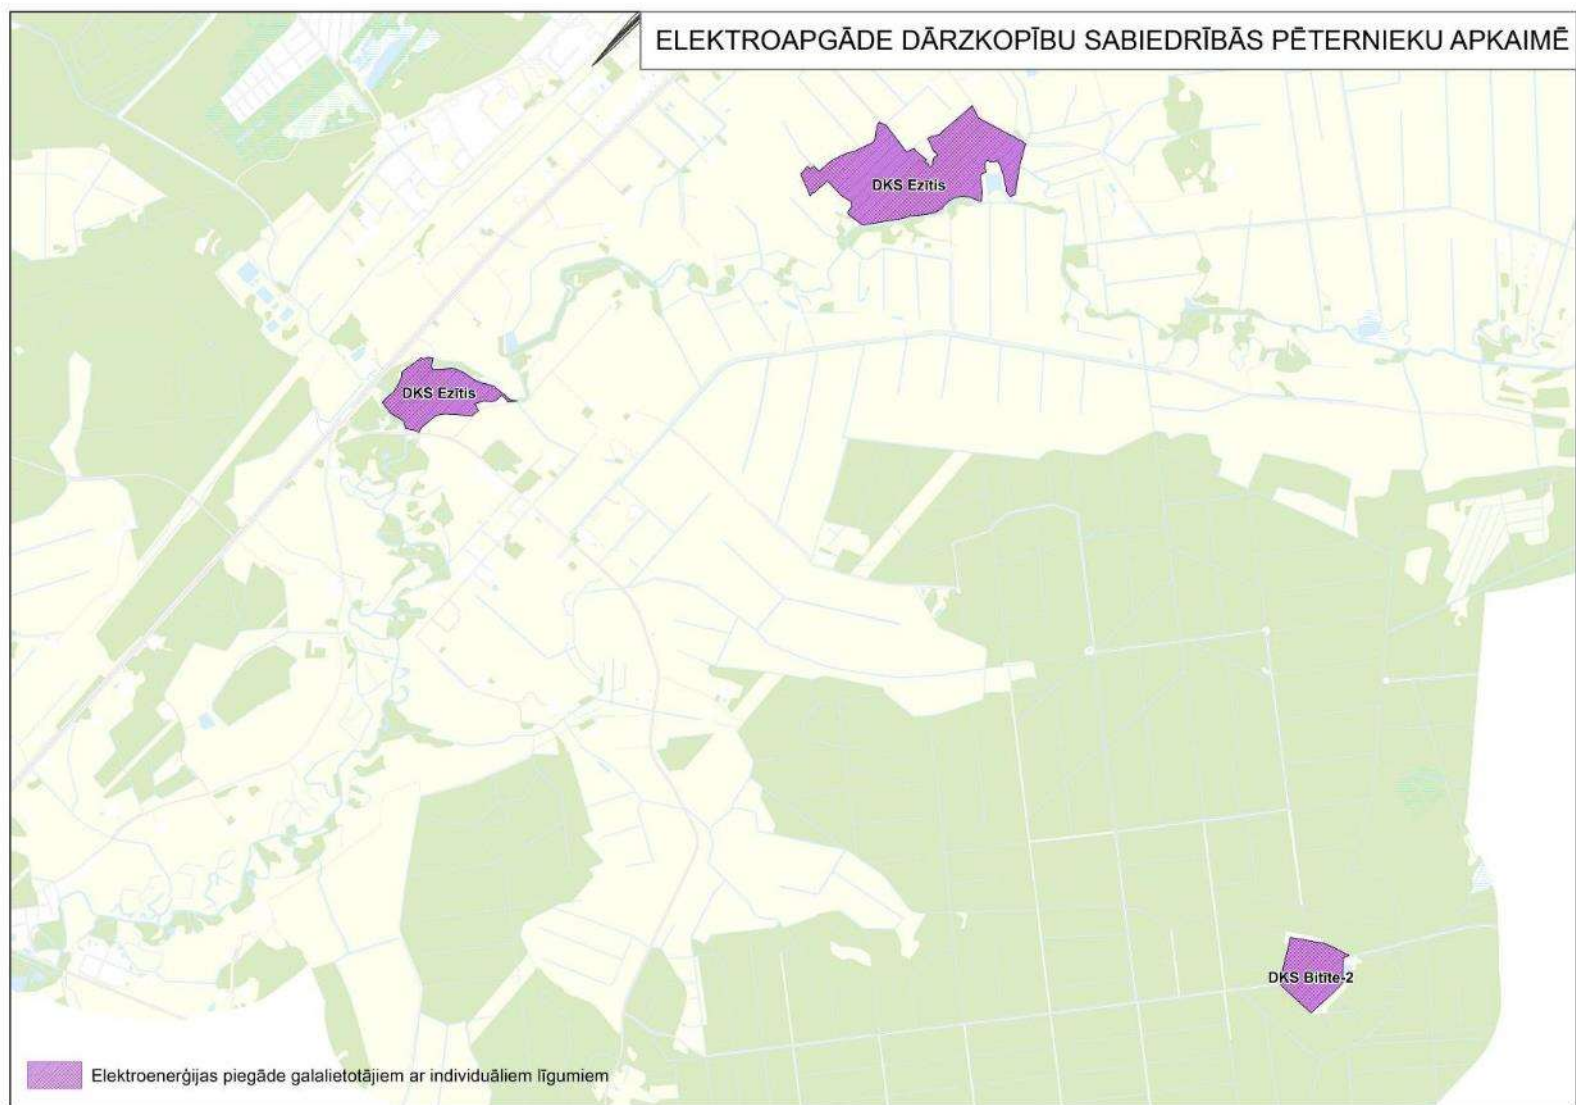 ELEKTROAPGĀDE DĀRZKOPĪBU SABIEDRĪBĀS PĒTERNIEKU APKAIMĒ
DKS Ezītis
DKS Ezītis
DKS Bitīte-2
Elektroenerģijas piegāde galalietotājiem ar individuāliem līgumiem